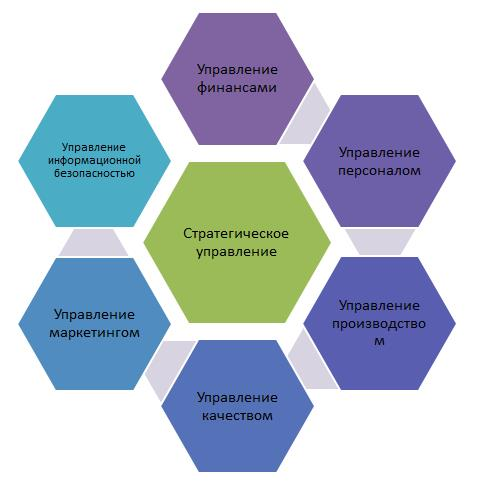 Управление
финансами
Управление
информационной
безопасностью
Управление
персоналом
Стратегическое
управление
Управление
маркетингом
Управление
производство
м
Управление
качеством